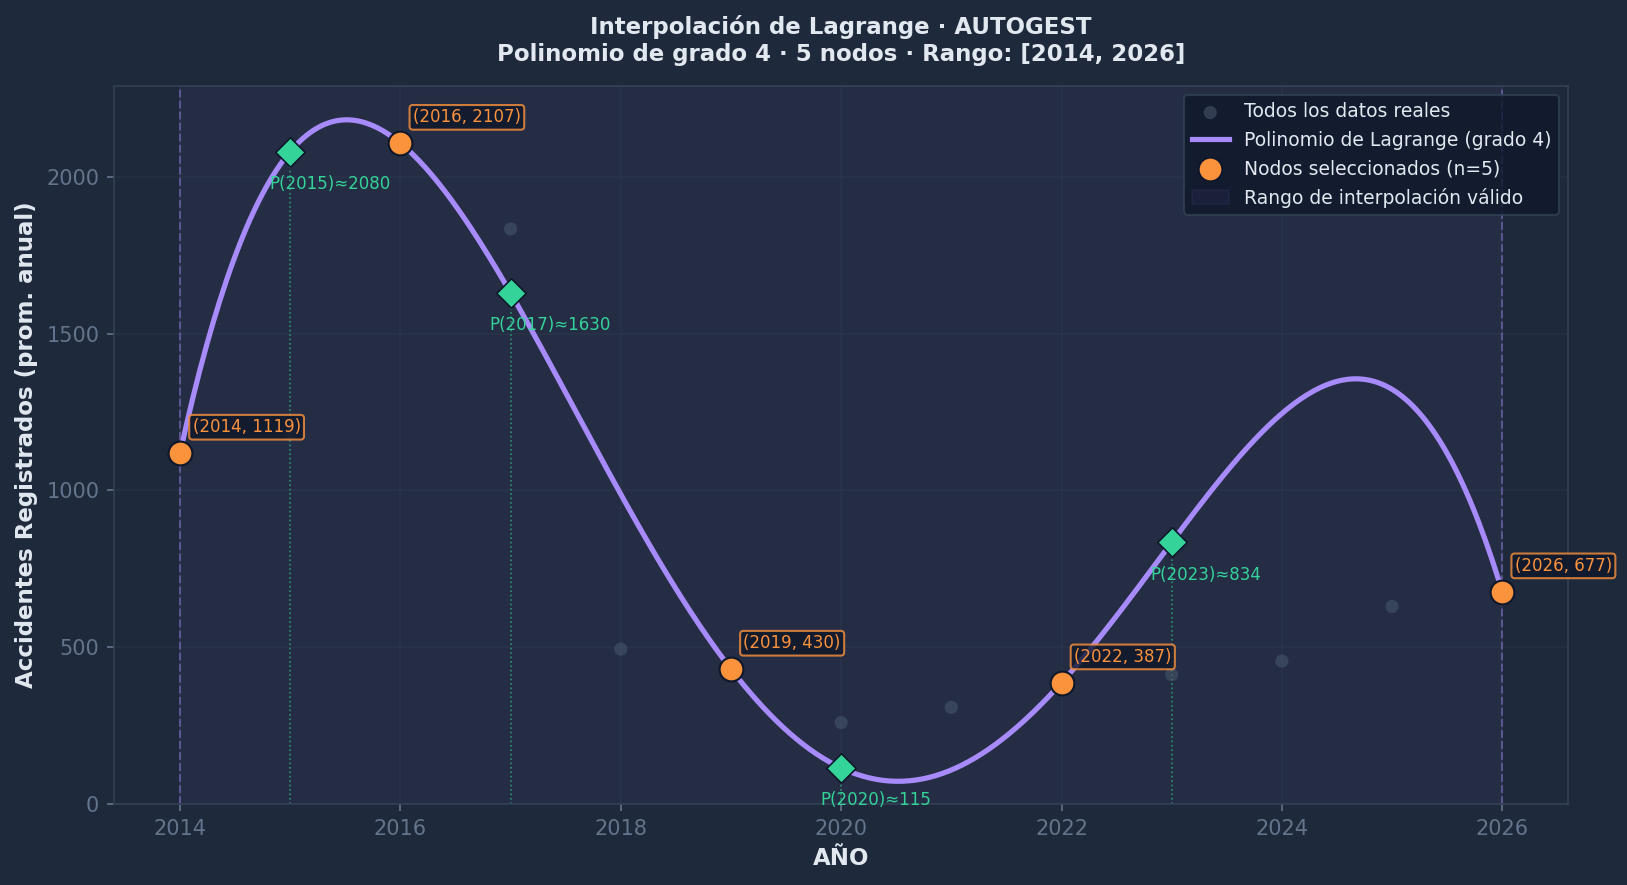 Interpolación de Lagrange · AUTOGEST
Polinomio de grado 4 · 5 nodos · Rango: [2014, 2026]
Todos los datos reales
Polinomio de Lagrange (grado 4)
Nodos seleccionados (n=5)
Rango de interpolación válido
(2016, 2107)
P(2015)≈2080
P(2017)≈1630
(2014, 1119)
(2026, 677)
P(2023)≈834
(2019, 430)
(2022, 387)
P(2020)≈115
Accidentes Registrados (prom. anual)
2000
1500
1000
500
0
2014
2016
2018
2020
2022
2024
2026
AÑO